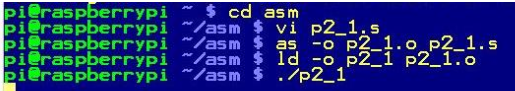 pi@raspberrypi ~ $ cd asm
pi@raspberrypi ~/asm $ vi p2_1.s
pi@raspberrypi ~/asm $ as -o p2_1.o p2_1.s
pi@raspberrypi ~/asm $ ld -o p2_1 p2_1.o
pi@raspberrypi ~/asm $ ./p2_1